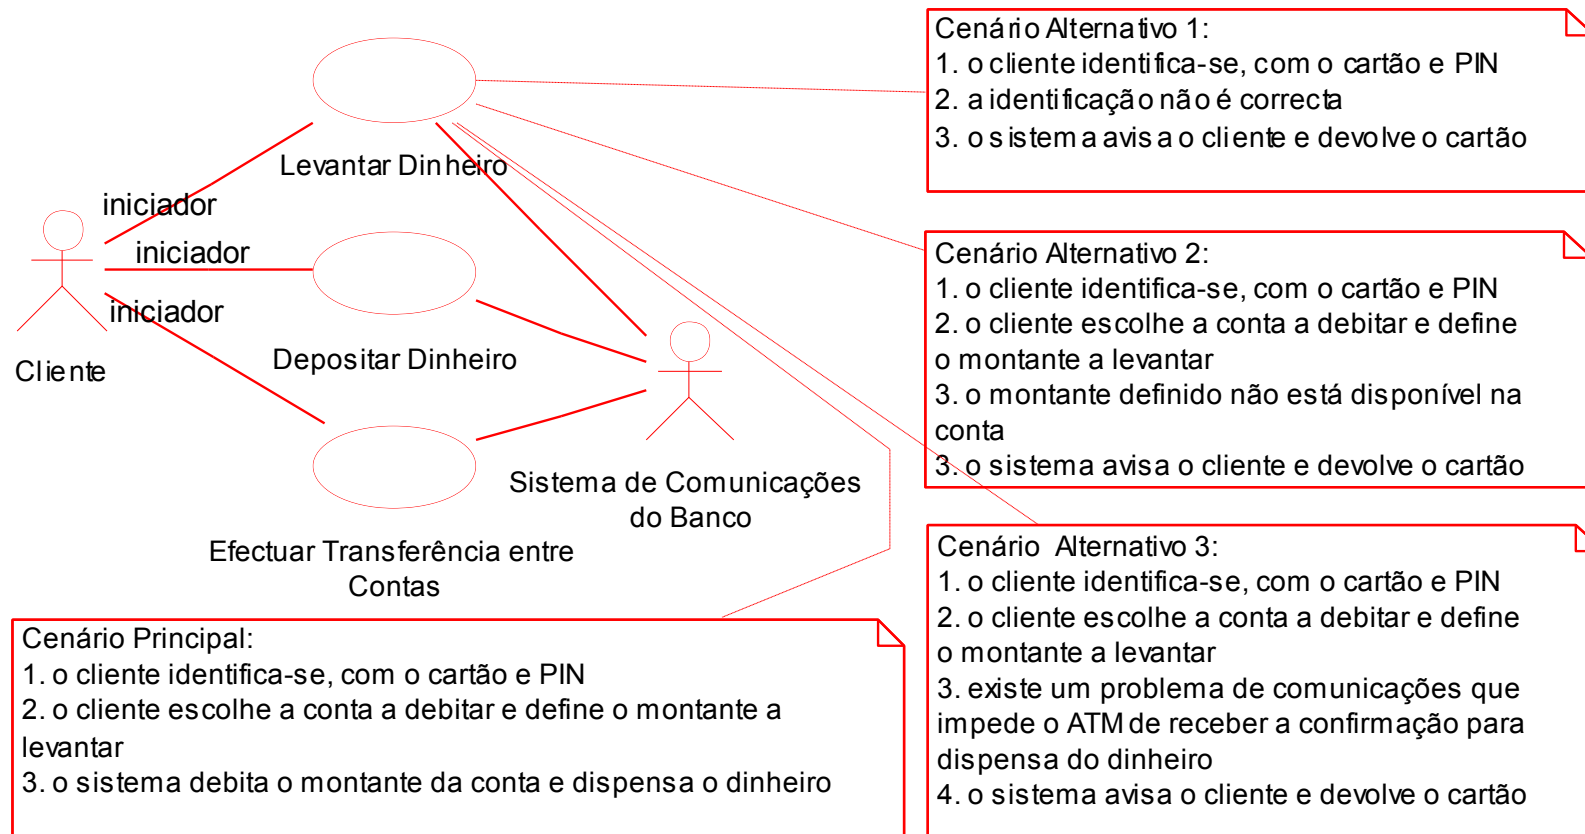 Levantar Dinheiro
iniciador
iniciador
iniciador
Cliente
Depositar Dinheiro
Sistema de Comunicações
do Banco
Efectuar Transferência entre
Contas
Cenário Alternativo 1:
1. o cliente identifica-se, com o cartão e PIN
2. a identificação não é correcta
3. o sistema avisa o cliente e devolve o cartão
Cenário Alternativo 2:
1. o cliente identifica-se, com o cartão e PIN
2. o cliente escolhe a conta a debitar e define
o montante a levantar
3. o montante definido não está disponível na
conta
3. o sistema avisa o cliente e devolve o cartão
Cenário Alternativo 3:
1. o cliente identifica-se, com o cartão e PIN
2. o cliente escolhe a conta a debitar e define
o montante a levantar
3. existe um problema de comunicações que
impede o ATM de receber a confirmação para
dispensa do dinheiro
4. o sistema avisa o cliente e devolve o cartão
Cenário Principal:
1. o cliente identifica-se, com o cartão e PIN
2. o cliente escolhe a conta a debitar e define o montante a
levantar
3. o sistema debita o montante da conta e dispensa o dinheiro